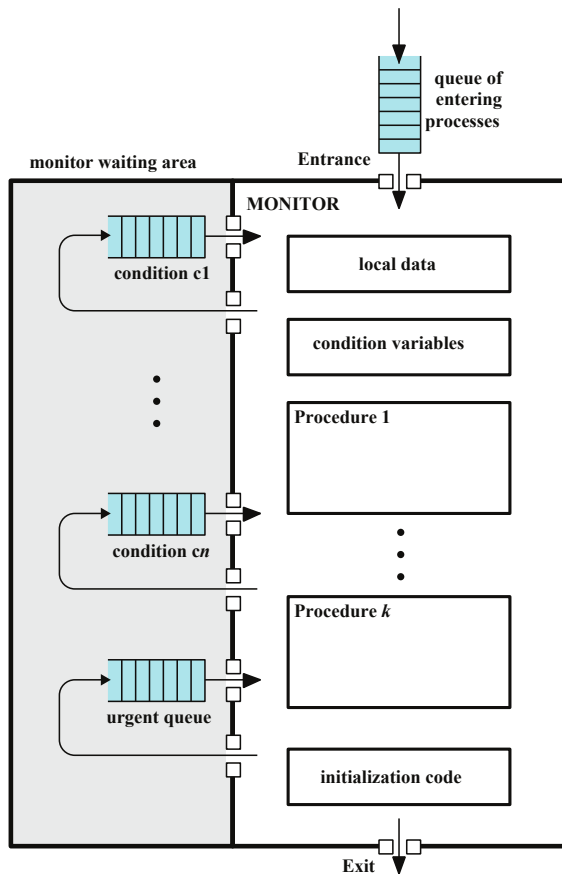 queue of
entering
processes
monitor waiting area
Entrance
MONITOR
condition c1
local data
condition variables
Procedure 1
condition cn
Procedure k
urgent queue
initialization code
Exit